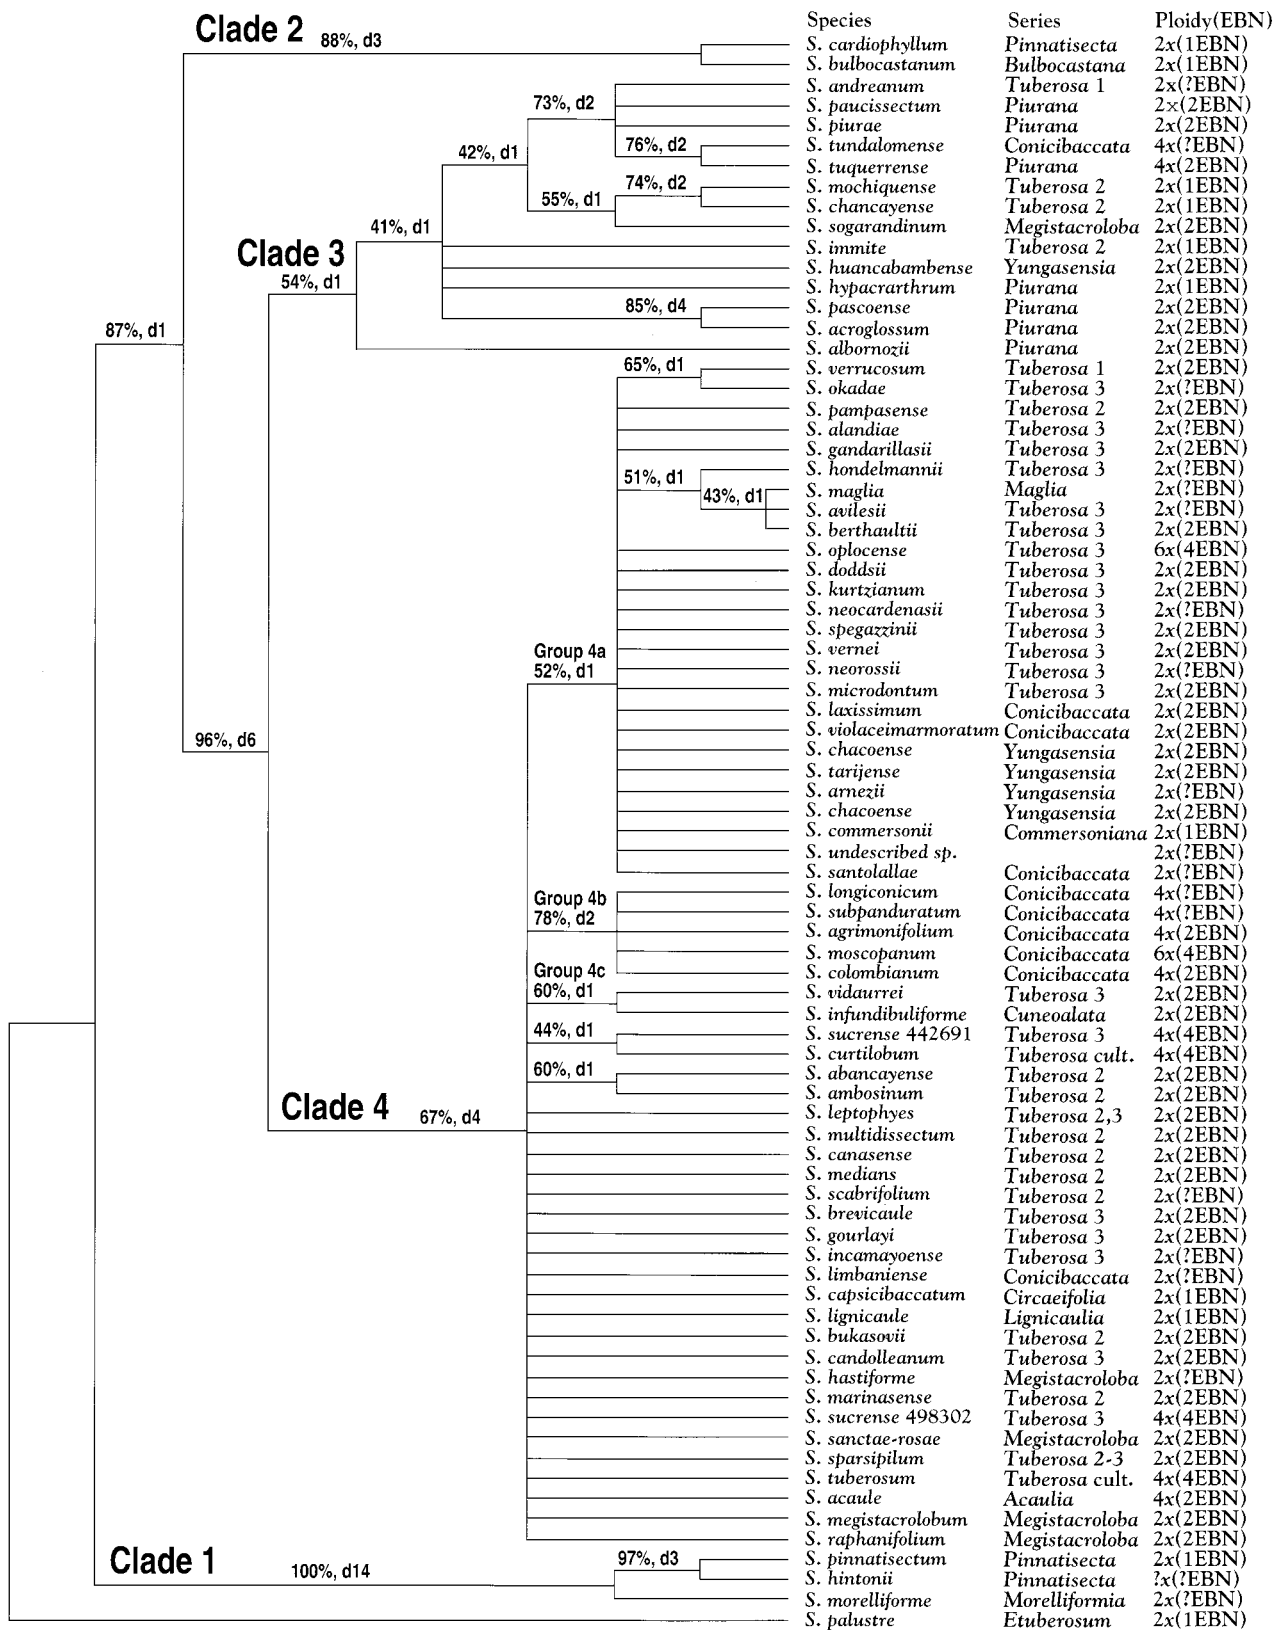 Species Series Ploidy(EBN)
Clade 2 88%, d3
S. cardiophyllum Pinnatisecta 2x(1EBN)
S. bulbocastanum Bulbocastana 2x(1EBN)
S. andreanum Tuberosa 1 2x(?EBN)
73%, d2 S. paucissectum Piurana 2x(2EBN)
S. piurae Piurana 2x(2EBN)
42%, d1 76%, d2 S. tundalomense Conicibaccata 4x(?EBN)
S. tuquerrense Piurana 4x(2EBN)
74%, d2 S. mochiquense Tuberosa 2 2x(1EBN)
55%, d1 S. chancayense Tuberosa 2 2x(1EBN)
41%, d1 S. sogarandinum Megistacroloba 2x(2EBN)
Clade 3 S. immite Tuberosa 2 2x(1EBN)
54%, d1 S. huancabambense Yungasensia 2x(2EBN)
S. hypacrarthrum Piurana 2x(1EBN)
85%, d4 S. pascoense Piurana 2x(2EBN)
87%, d1 S. acroglossum Piurana 2x(2EBN)
S. albornozii Piurana 2x(2EBN)
65%, d1 S. verrucosum Tuberosa 1 2x(2EBN)
S. okadae Tuberosa 3 2x(?EBN)
S. pampasense Tuberosa 2 2x(2EBN)
S. alandiae Tuberosa 3 2x(?EBN)
S. gandarillasii Tuberosa 3 2x(2EBN)
51%, d1 S. hondelmannii Tuberosa 3 2x(?EBN)
43%, d1 S. maglia Maglia 2x(?EBN)
S. avilesii Tuberosa 3 2x(?EBN)
S. berthaultii Tuberosa 3 2x(2EBN)
S. oplocense Tuberosa 3 6x(4EBN)
S. doddsii Tuberosa 3 2x(2EBN)
S. kurtzianum Tuberosa 3 2x(2EBN)
S. neocardenasii Tuberosa 3 2x(?EBN)
S. spegazzinii Tuberosa 3 2x(2EBN)
Group 4a S. vernei Tuberosa 3 2x(2EBN)
52%, d1 S. neorossii Tuberosa 3 2x(?EBN)
S. microdontum Tuberosa 3 2x(2EBN)
S. laxissimum Conicibaccata 2x(2EBN)
96%, d6 S. violaceimarmoratum Conicibaccata 2x(2EBN)
S. chacoense Yungasensia 2x(2EBN)
S. tarijense Yungasensia 2x(2EBN)
S. arnezii Yungasensia 2x(?EBN)
S. chacoense Yungasensia 2x(2EBN)
S. commersonii Commersoniana 2x(1EBN)
S. undescribed sp. 2x(?EBN)
S. santolallae Conicibaccata 2x(?EBN)
Group 4b S. longiconicum Conicibaccata 4x(?EBN)
78%, d2 S. subpanduratum Conicibaccata 4x(?EBN)
S. agrimonifolium Conicibaccata 4x(2EBN)
S. moscopanum Conicibaccata 6x(4EBN)
Group 4c S. colombianum Conicibaccata 4x(2EBN)
60%, d1 S. vidaurrei Tuberosa 3 2x(2EBN)
S. infundibuliforme Cuneoalata 2x(2EBN)
44%, d1 S. sucrense 442691 Tuberosa 3 4x(4EBN)
S. curtilobum Tuberosa cult. 4x(4EBN)
60%, d1 S. abancayense Tuberosa 2 2x(2EBN)
S. ambosinum Tuberosa 2 2x(2EBN)
Clade 4 67%, d4 S. leptophyes Tuberosa 2,3 2x(2EBN)
S. multidissectum Tuberosa 2 2x(2EBN)
S. canasense Tuberosa 2 2x(2EBN)
S. medians Tuberosa 2 2x(2EBN)
S. scabrifolium Tuberosa 2 2x(?EBN)
S. brevicaule Tuberosa 3 2x(2EBN)
S. gourlayi Tuberosa 3 2x(2EBN)
S. incamayoense Tuberosa 3 2x(?EBN)
S. limbaniense Conicibaccata 2x(?EBN)
S. capsicibaccatum Circaeifolia 2x(1EBN)
S. lignicaule Lignicaulia 2x(1EBN)
S. bukasovii Tuberosa 2 2x(2EBN)
S. candolleanum Tuberosa 3 2x(2EBN)
S. hastiforme Megistacroloba 2x(?EBN)
S. marinasense Tuberosa 2 2x(2EBN)
S. sucrense 498302 Tuberosa 3 4x(4EBN)
S. sanctae-rosae Megistacroloba 2x(2EBN)
S. sparsipilum Tuberosa 2-3 2x(2EBN)
S. tuberosum Tuberosa cult. 4x(4EBN)
S. acaule Acaulia 4x(2EBN)
S. megistacrolobum Megistacroloba 2x(2EBN)
S. raphanifolium Megistacroloba 2x(2EBN)
Clade 1 97%, d3 S. pinnatisectum Pinnatisecta 2x(1EBN)
100%, d14 S. hintonii Pinnatisecta ?x(?EBN)
S. morelliforme Morelliformia 2x(?EBN)
S. palustre Etuberosum 2x(1EBN)